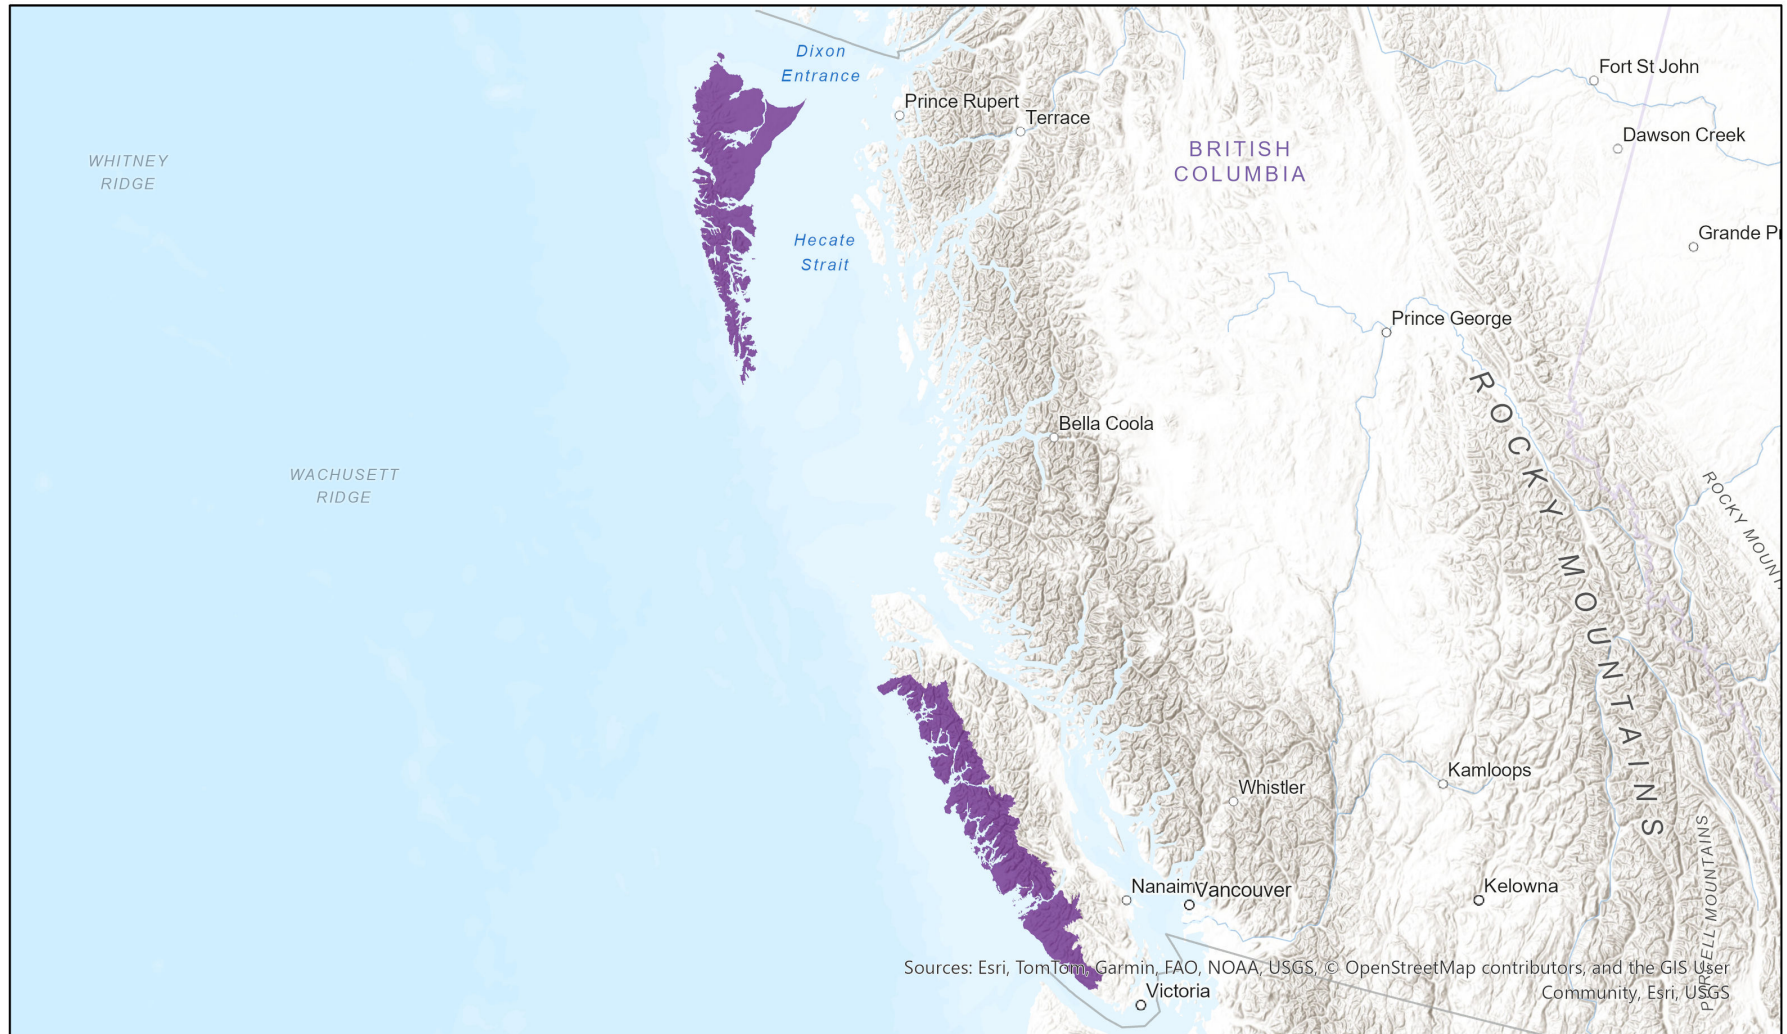 Dixon
Entrance
Fort St John
Prince Rupert
Terrace
Dawson Creek
BRITISH
COLUMBIA
WHITNEY
RIDGE
Grande Pr
Hecate
Strait
Prince George
ROCKY MOUNTAINS
Bella Coola
WACHUSETT
RIDGE
ROCKY MOUNT
Kamloops
Whistler
PURCELL MOUNTAINS
Nanaim
Vancouver
Kelowna
Sources: Esri, TomTom, Garmin, FAO, NOAA, USGS, © OpenStreetMap contributors, and the GIS User
Community, Esri, USGS
Victoria